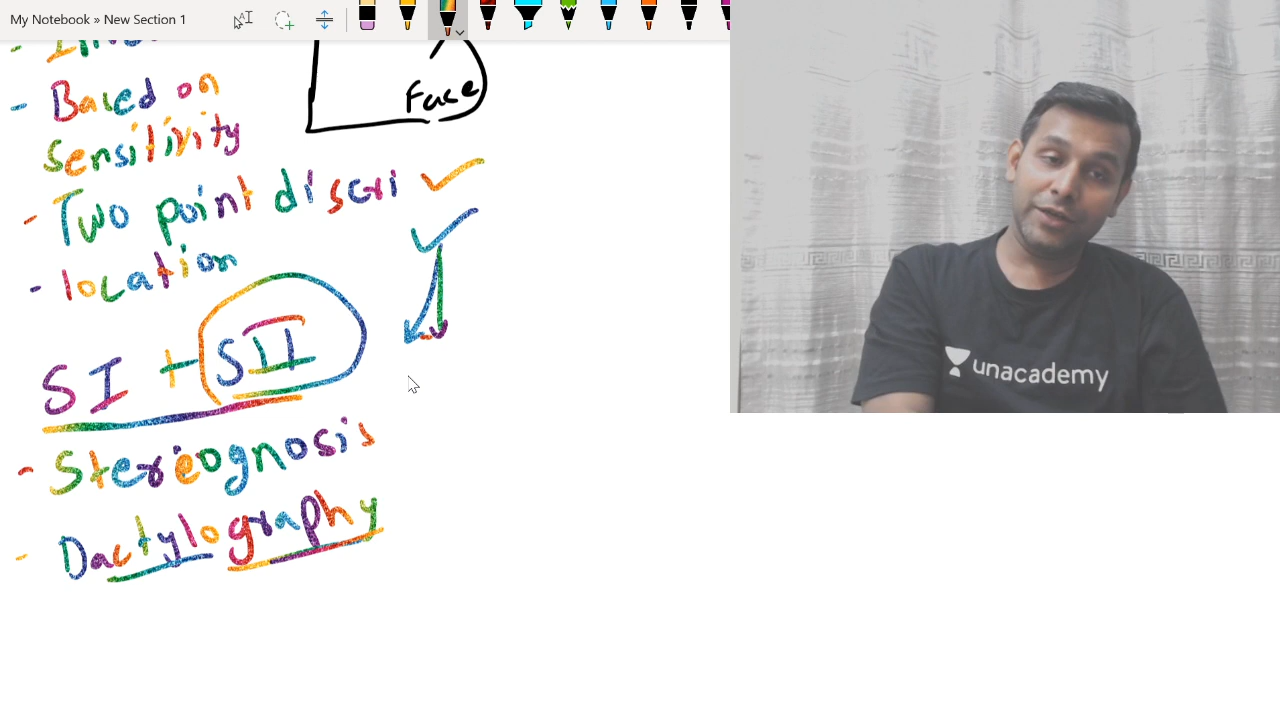 My Notebook » New Section 1
- Based on
sensitivity
- Two point discri
- location
Face
SI + SII
- Stereognosis
- Dactylography
unacademy